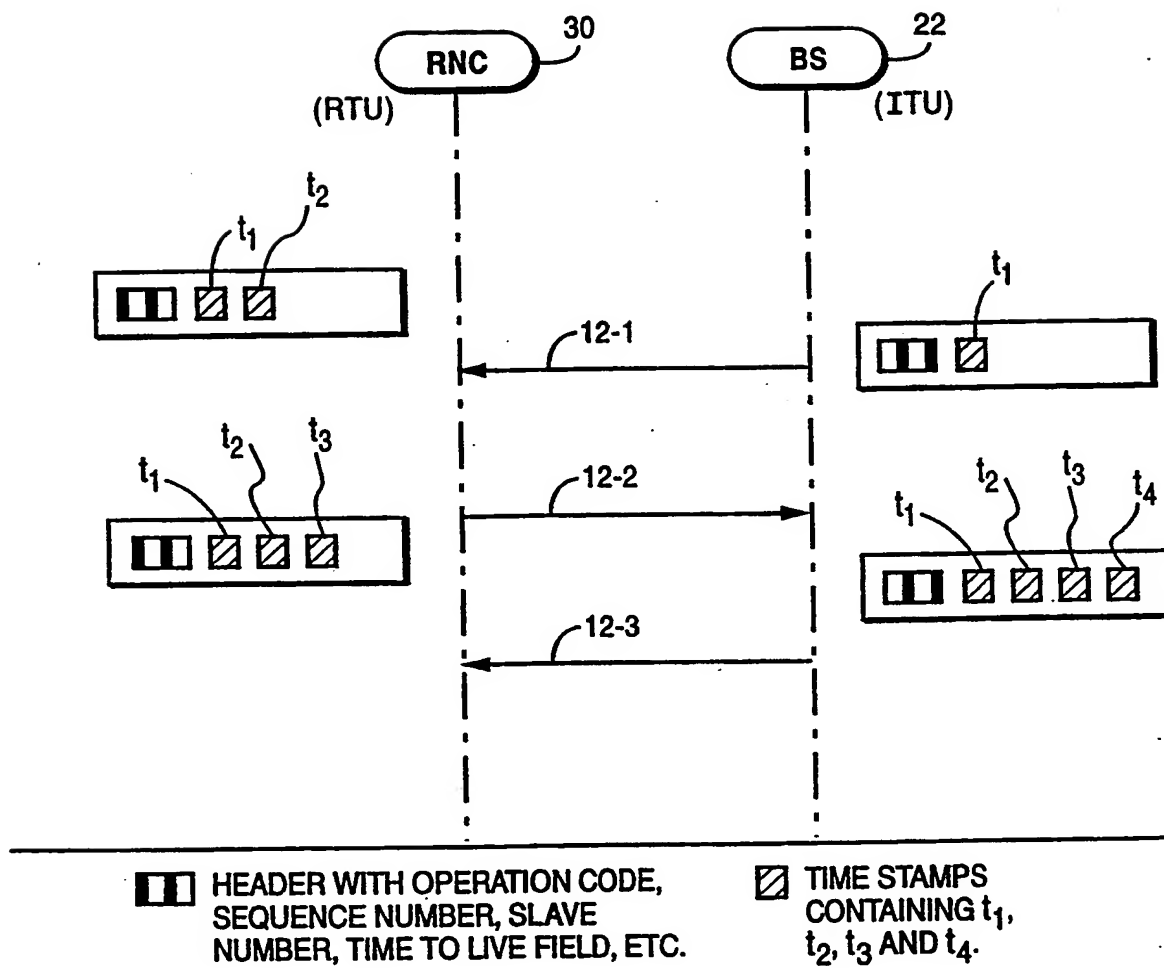 30
22
RNC
BS
(RTU)
(ITU)
t1
t2
t1
12-1
t1
t2
t3
12-2
t1
t2
t3
t4
12-3
HEADER WITH OPERATION CODE,
SEQUENCE NUMBER, SLAVE
NUMBER, TIME TO LIVE FIELD, ETC.
TIME STAMPS
CONTAINING t1,
t2, t3 AND t4.